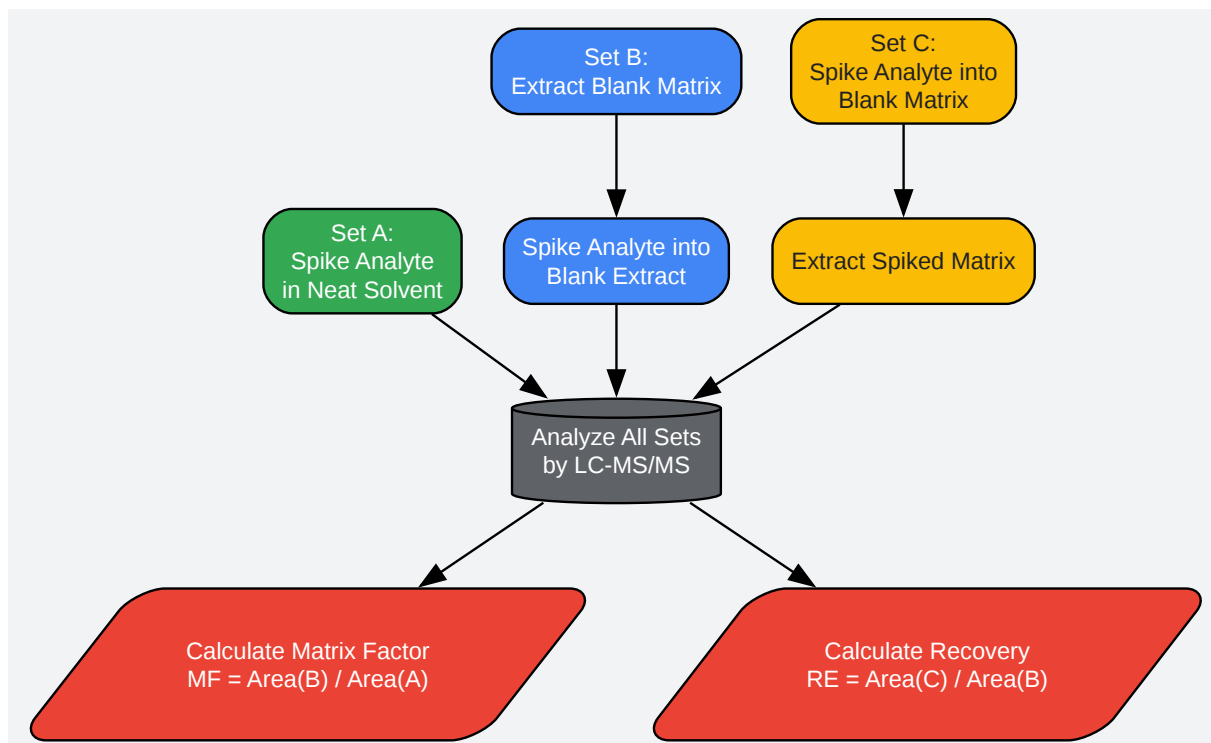 Set B:
Extract Blank Matrix
Set C:
Spike Analyte into
Blank Matrix
Set A:
Spike Analyte
in Neat Solvent
Spike Analyte into
Blank Extract
Extract Spiked Matrix
Analyze All Sets
by LC-MS/MS
Calculate Matrix Factor
MF = Area(B) / Area(A)
Calculate Recovery
RE = Area(C) / Area(B)